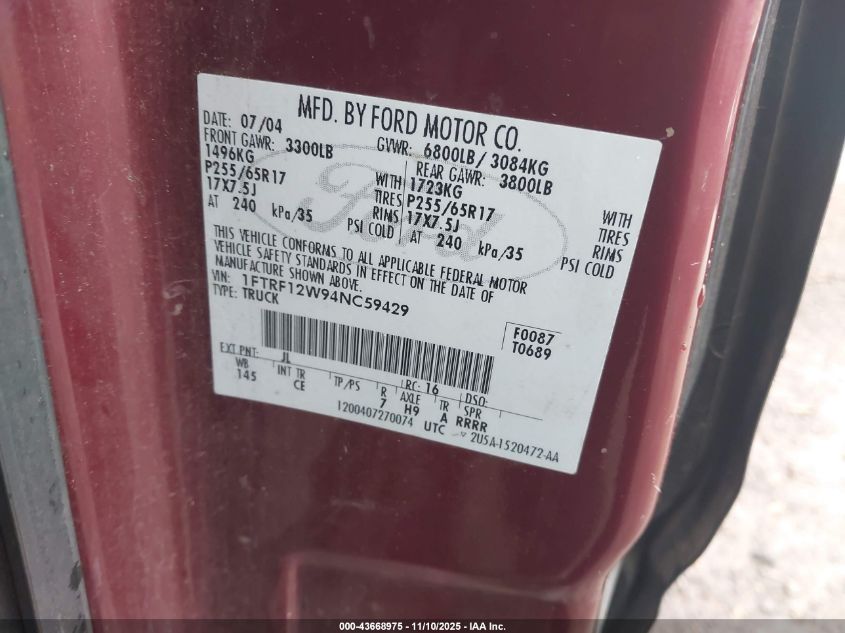 MFD. BY FORD MOTOR CO.
DATE: 07/04 GVWR: 6800LB/ 3084KG
FRONT GAWR: 3300LB REAR GAWR: 3800LB
1496KG WITH 1723KG WITH
P255/65R17 TIRES P255/65R17 TIRES
17X7.5J RIMS 17X7.5J RIMS
AT 240 kPa/35 PSI COLD AT 240 kPa/35 PSI COLD
THIS VEHICLE CONFORMS TO ALL APPLICABLE FEDERAL MOTOR
VEHICLE SAFETY STANDARDS IN EFFECT ON THE DATE OF
MANUFACTURE SHOWN ABOVE.
VIN: 1FTRF12W94NC59429
TYPE: TRUCK
F0087
T0689
EXT PNT: JL RC: 16 DSO:
WB INT TR TP/PS R AXLE TR SPR
145 CE 7 H9 A RRRR
1200407270074 UTC 2U5A-1520472-AA
Ford
000-43668975 — 11/10/2025 — IAA Inc.